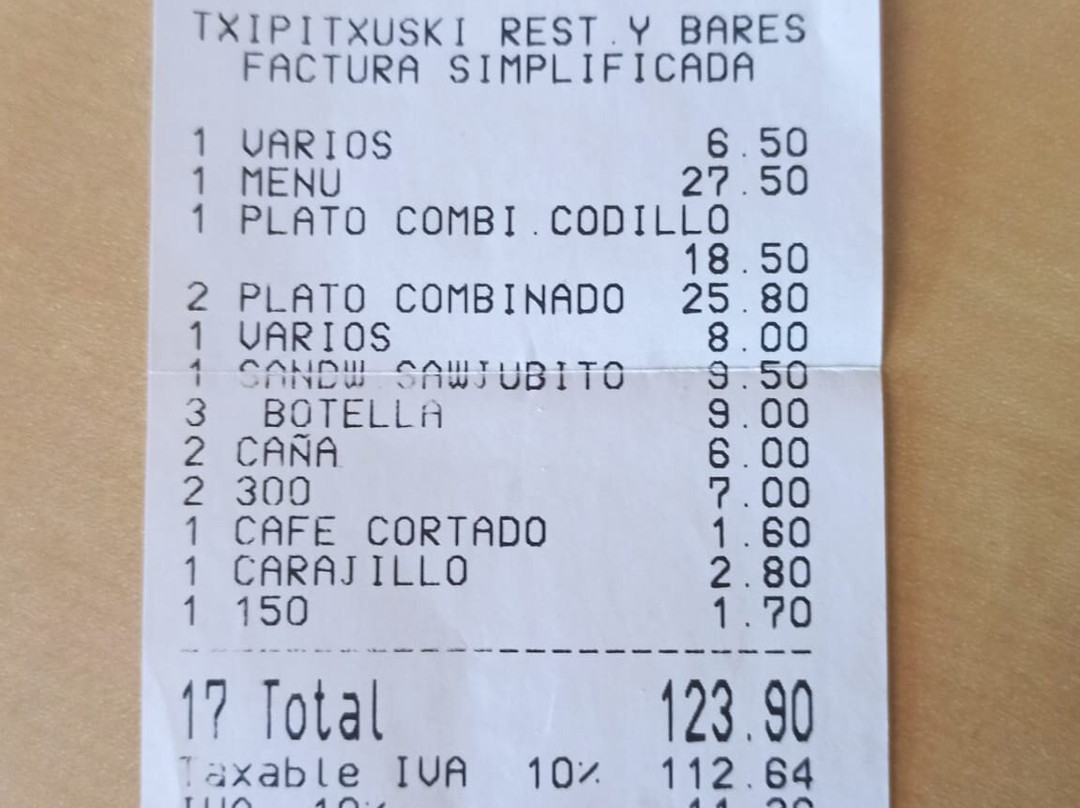 TXIPITXUSKI REST.Y BARES
FACTURA SIMPLIFICADA
1 VARIOS 6.50
1 MENU 27.50
1 PLATO COMBI.CODILLO
18.50
2 PLATO COMBINADO 25.80
1 VARIOS 8.00
1 SANDW SAWJUBITO 9.50
3 BOTELLA 9.00
2 CAÑA 6.00
2 300 7.00
1 CAFE CORTADO 1.60
1 CARAJILLO 2.80
1 150 1.70
17 Total 123.90
Taxable IVA 10% 112.64
IVA 10%